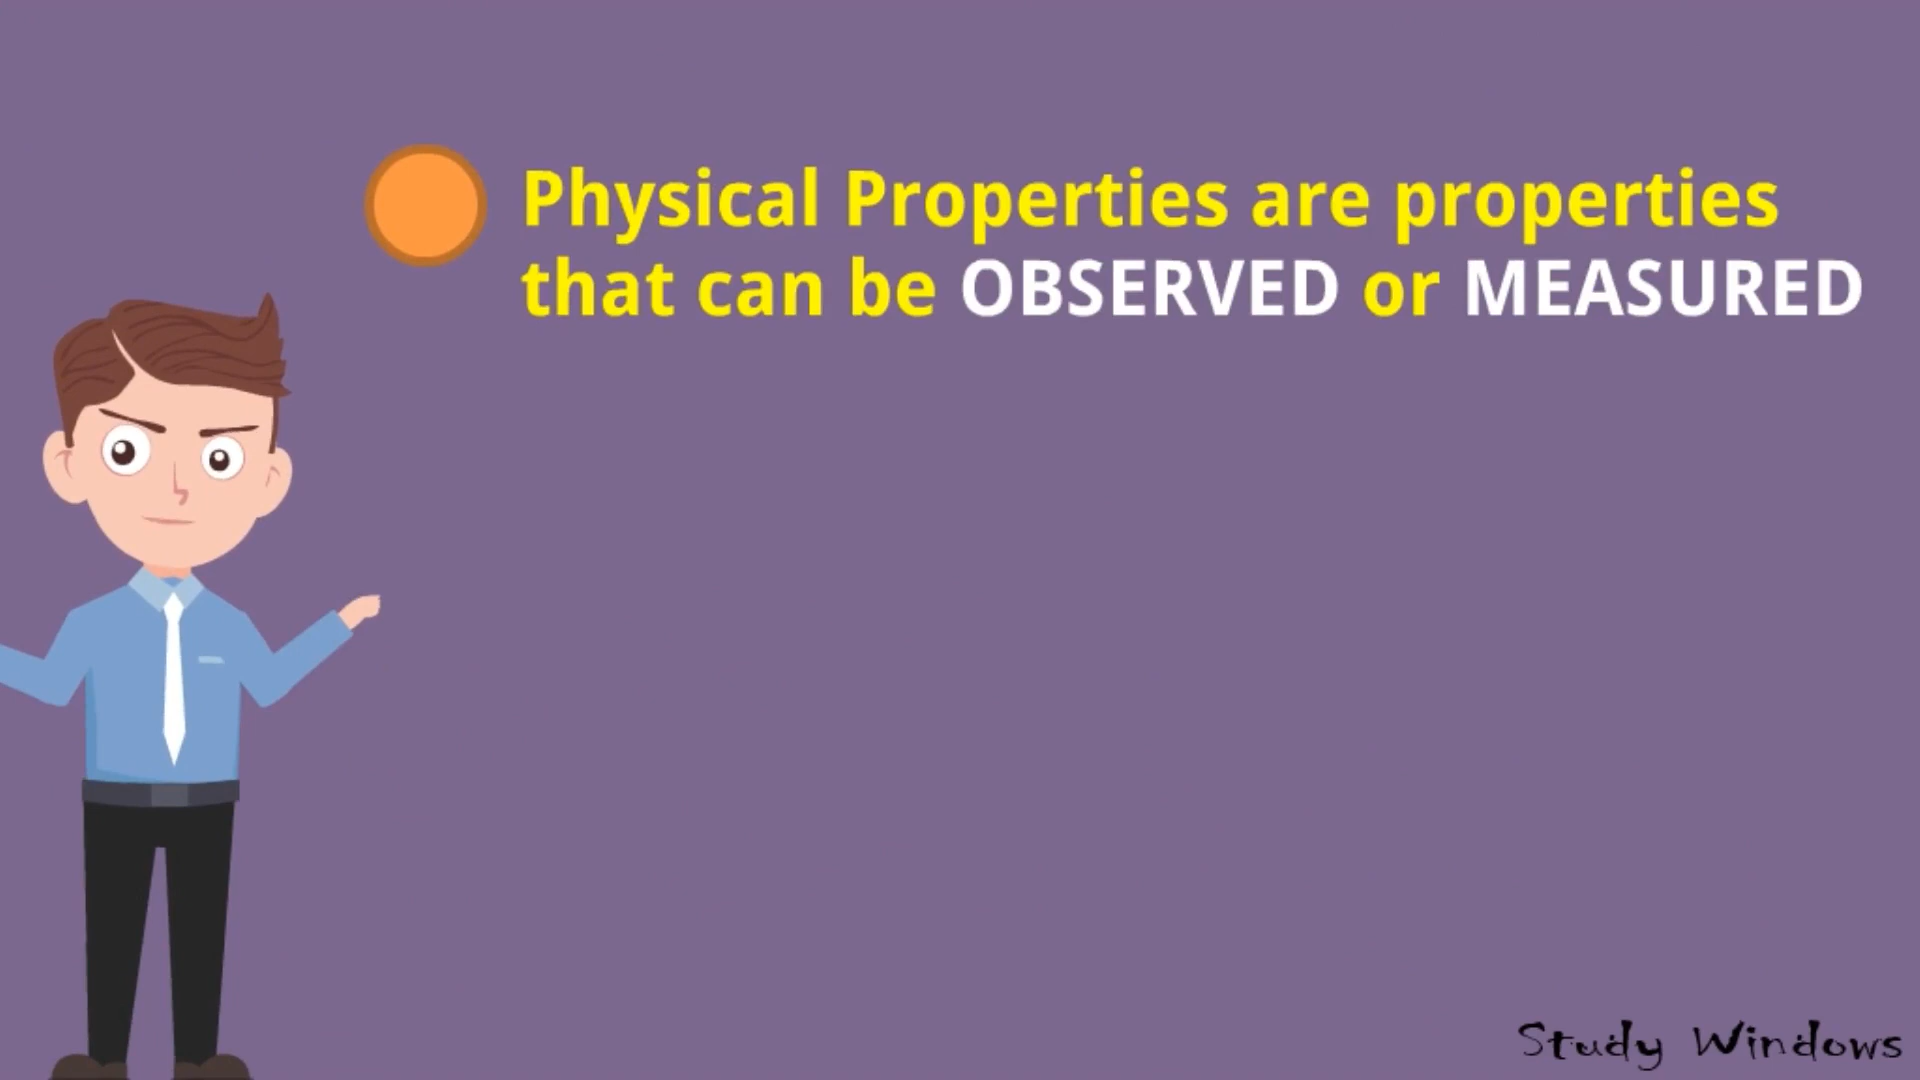 Physical Properties are properties
that can be OBSERVED or MEASURED
Study Windows